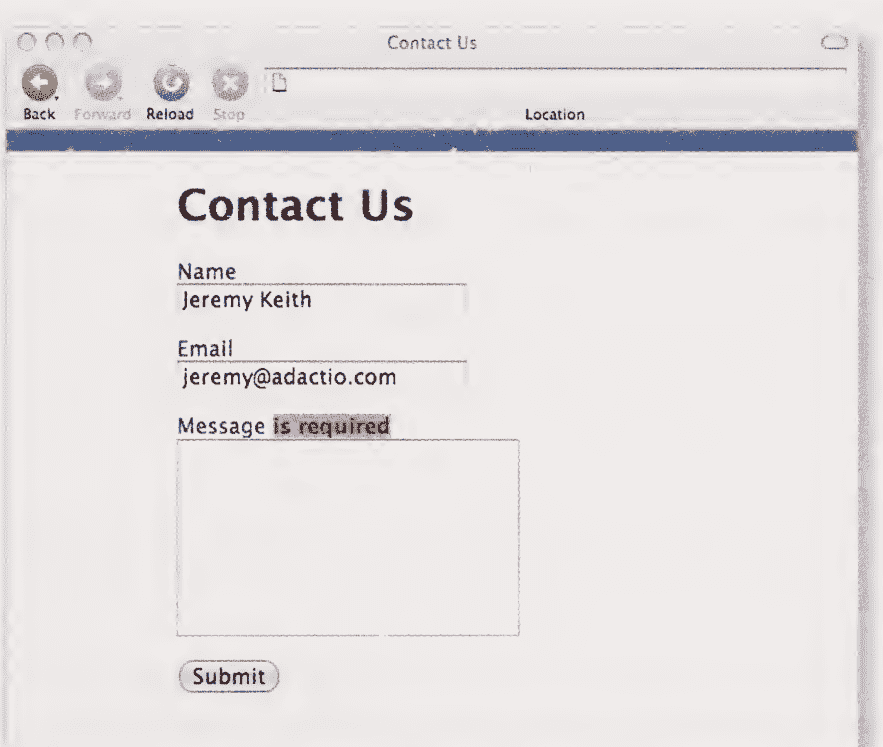 Contact Us
Back Forward Reload Stop Location
Contact Us
Name
Jeremy Keith
Email
jeremy@adactio.com
Message is required
Submit